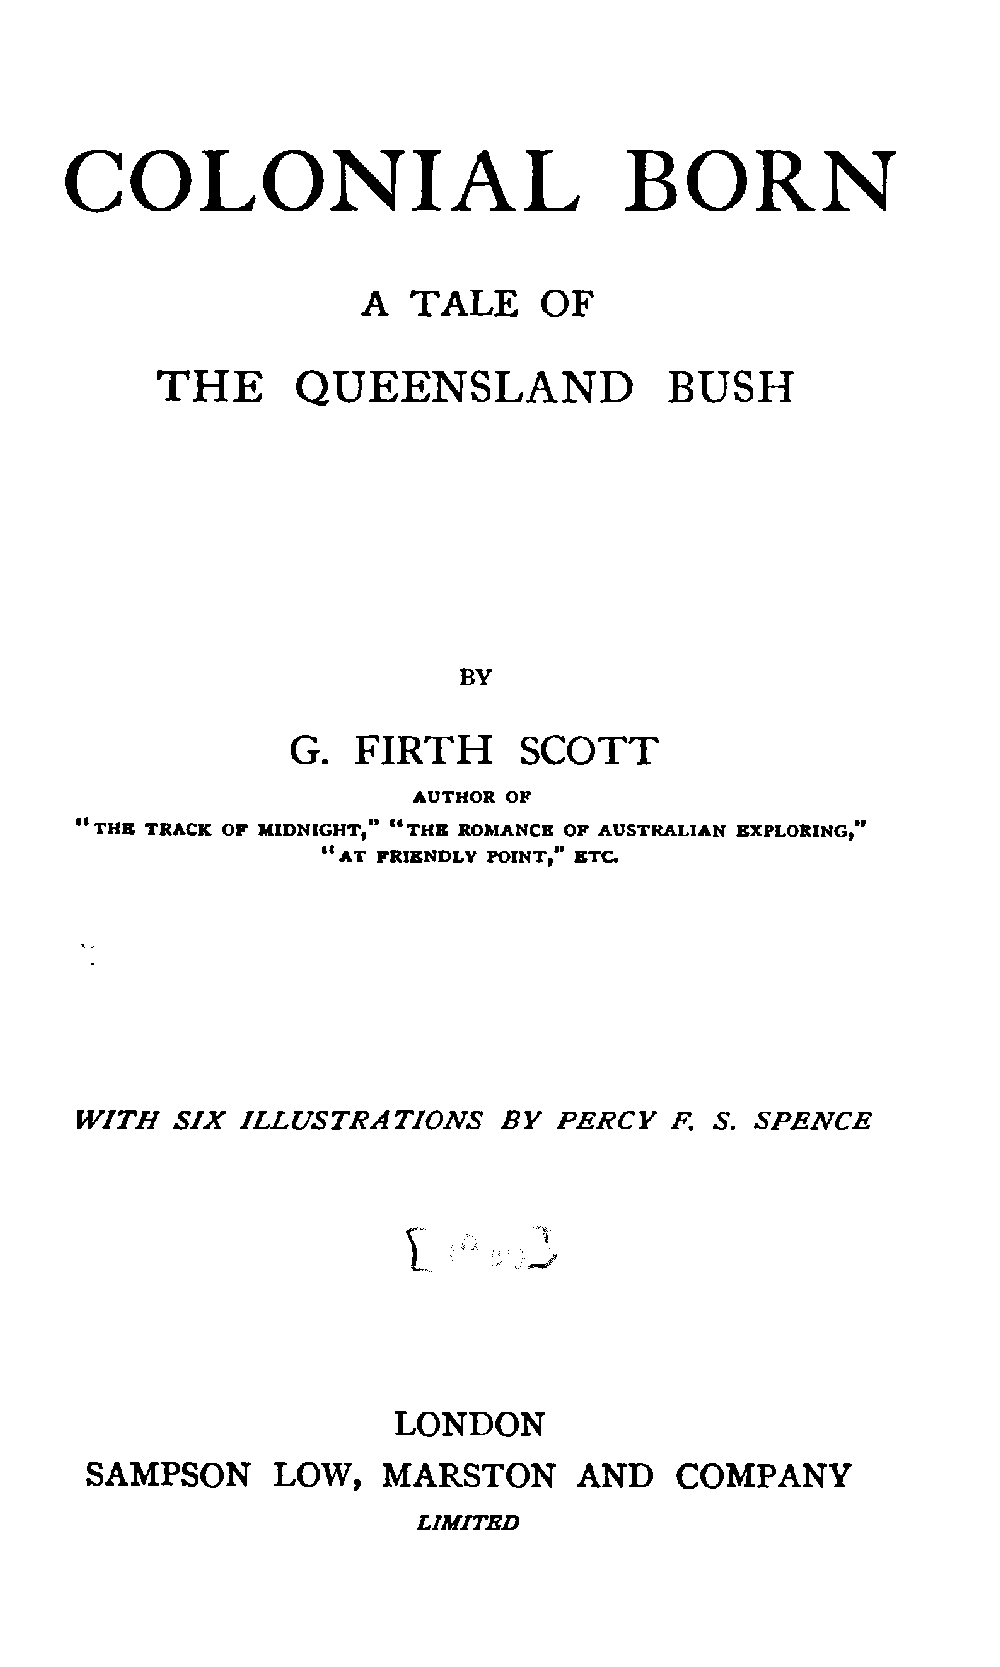 COLONIAL BORN
A TALE OF
THE QUEENSLAND BUSH
BY
G. FIRTH SCOTT
AUTHOR OF
"THE TRACK OF MIDNIGHT," "THE ROMANCE OF AUSTRALIAN EXPLORING,"
"AT FRIENDLY POINT," ETC.
WITH SIX ILLUSTRATIONS BY PERCY F. S. SPENCE
LONDON
SAMPSON LOW, MARSTON AND COMPANY
LIMITED